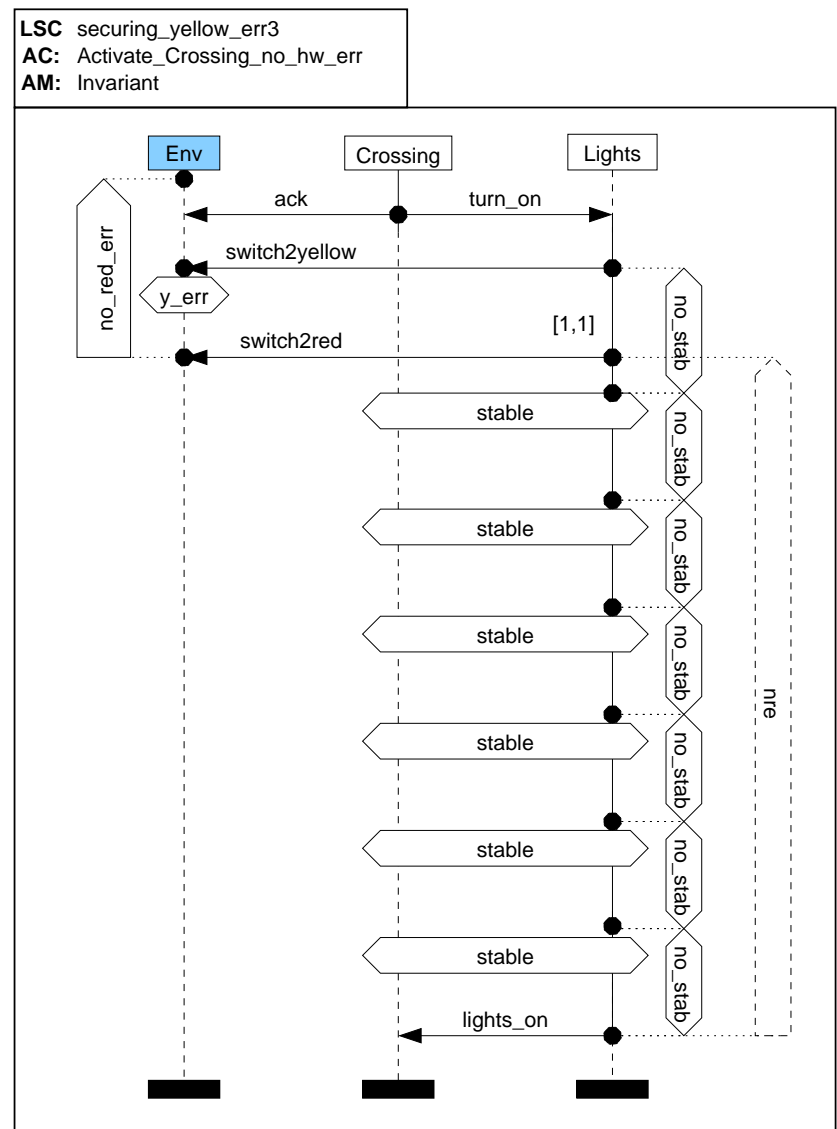 LSC securing_yellow_err3
AC: Activate_Crossing_no_hw_err
AM: Invariant
Env
Crossing
Lights
ack
turn_on
no_red_err
switch2yellow
y_err
[1,1]
no_stab
switch2red
stable
no_stab
stable
no_stab
stable
no_stab
nre
stable
no_stab
stable
no_stab
stable
no_stab
lights_on